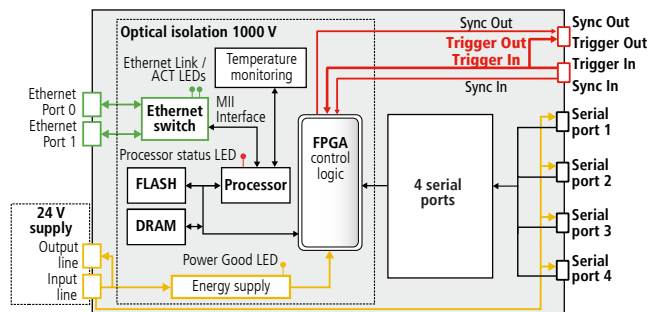 Optical isolation 1000 V
Sync Out
Sync Out
Trigger Out
Trigger Out
Trigger In
Trigger In
Sync In
Sync In
Ethernet Link /
ACT LEDs
Temperature
monitoring
Ethernet
Port 0
Ethernet
Port 1
Ethernet
switch
MII
Interface
Processor status LED
FPGA
control
logic
FLASH
Processor
DRAM
4 serial
ports
Serial
port 1
Serial
port 2
Serial
port 3
Serial
port 4
24 V
supply
Output
line
Input
line
Power Good LED
Energy supply